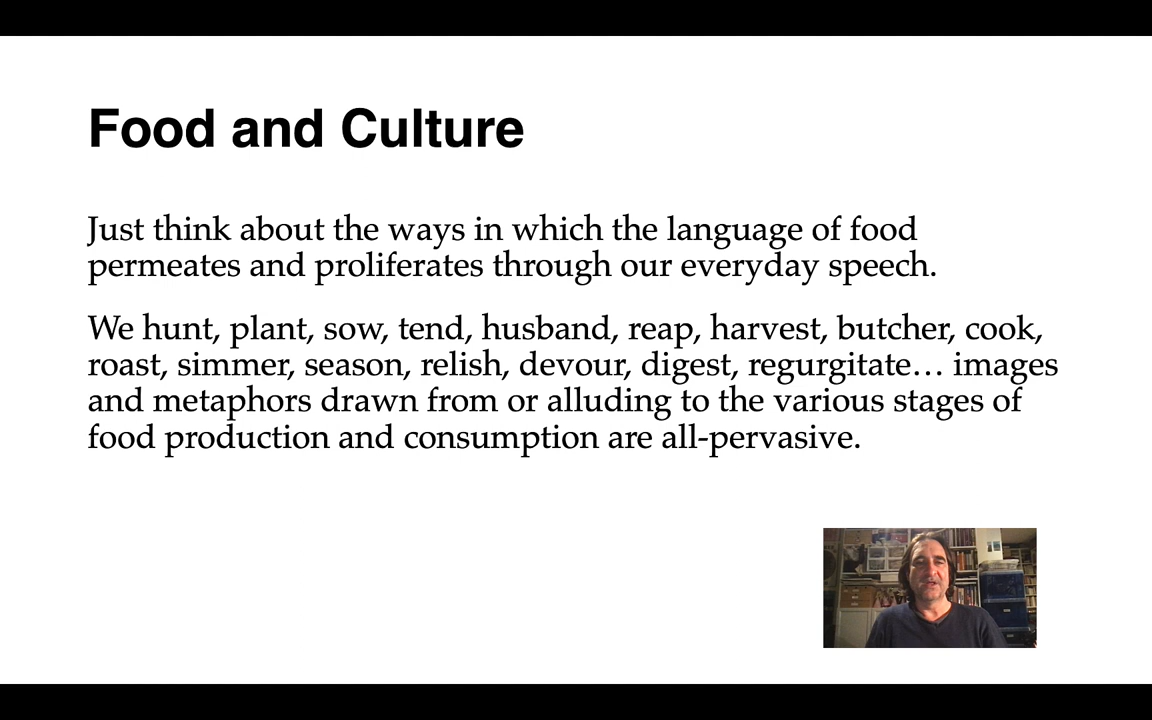 Food and Culture
Just think about the ways in which the language of food
permeates and proliferates through our everyday speech.
We hunt, plant, sow, tend, husband, reap, harvest, butcher, cook,
roast, simmer, season, relish, devour, digest, regurgitate… images
and metaphors drawn from or alluding to the various stages of
food production and consumption are all-pervasive.